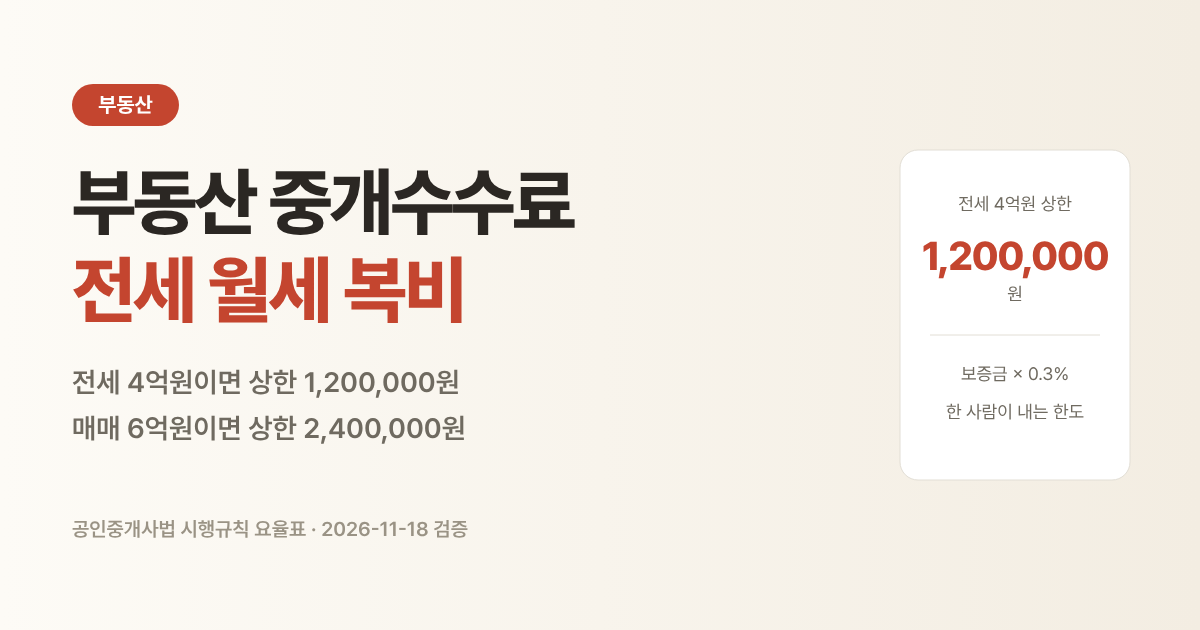 부동산
부동산 중개수수료
전세 월세 복비
전세 4억원이면 상한 1,200,000원
매매 6억원이면 상한 2,400,000원
공인중개사법 시행규칙 요율표 · 2026-11-18 검증
전세 4억원 상한
1,200,000
원
보증금 × 0.3%
한 사람이 내는 한도